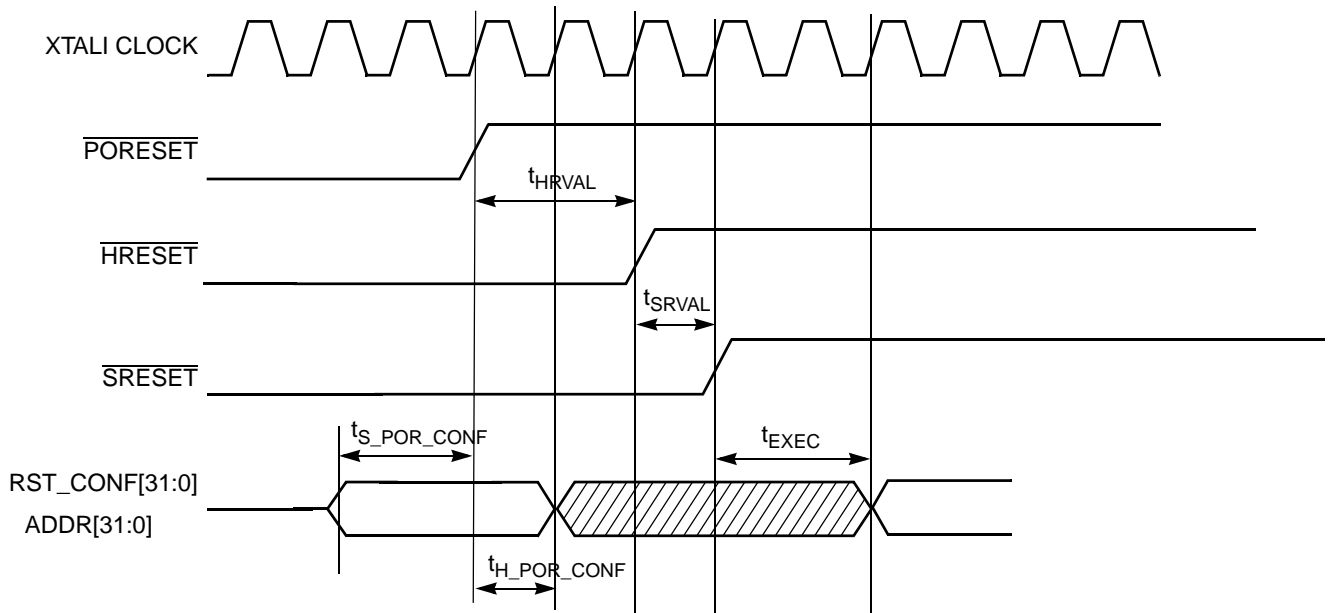 XTALI CLOCK
PORESET
tHRVAL
HRESET
tSRVAL
SRESET
tS_POR_CONF
tEXEC
RST_CONF[31:0]
ADDR[31:0]
tH_POR_CONF